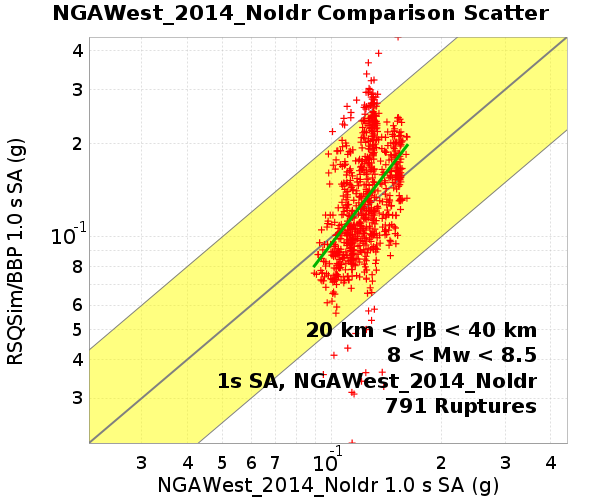 NGAWest_2014_NoIdr Comparison Scatter
4
3
2
10-1
8
6
5
4
3
RSQSim/BBP 1.0 s SA (g)
20 km < rJB < 40 km
8 < Mw < 8.5
1s SA, NGAWest_2014_NoIdr
791 Ruptures
3 4 5 6 7 10-1 2 3 4
NGAWest_2014_NoIdr 1.0 s SA (g)